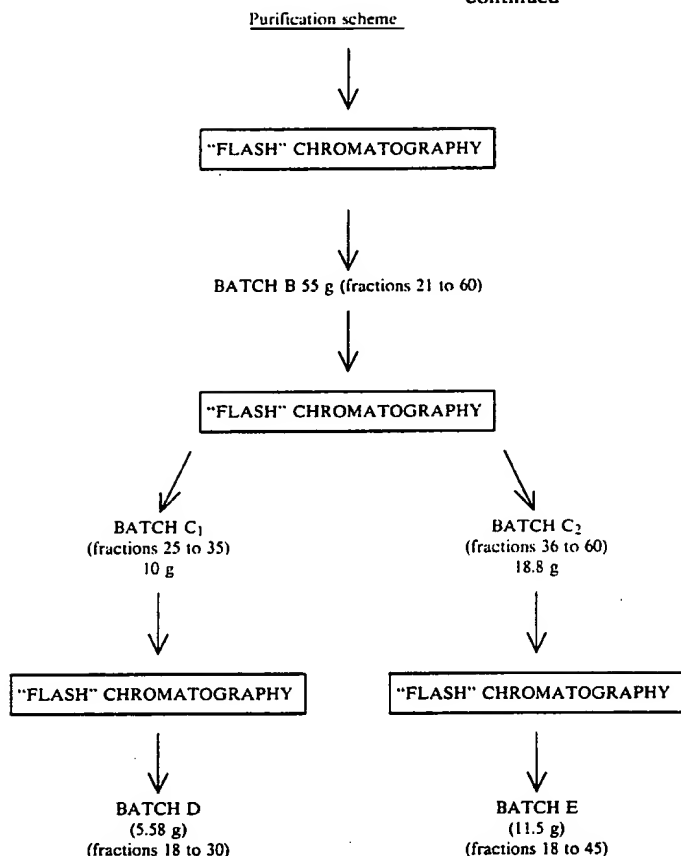 continued
Purification scheme
"FLASH" CHROMATOGRAPHY
BATCH B 55 g (fractions 21 to 60)
"FLASH" CHROMATOGRAPHY
BATCH C₁
(fractions 25 to 35)
10 g
BATCH C₂
(fractions 36 to 60)
18.8 g
"FLASH" CHROMATOGRAPHY
"FLASH" CHROMATOGRAPHY
BATCH D
(5.58 g)
(fractions 18 to 30)
BATCH E
(11.5 g)
(fractions 18 to 45)